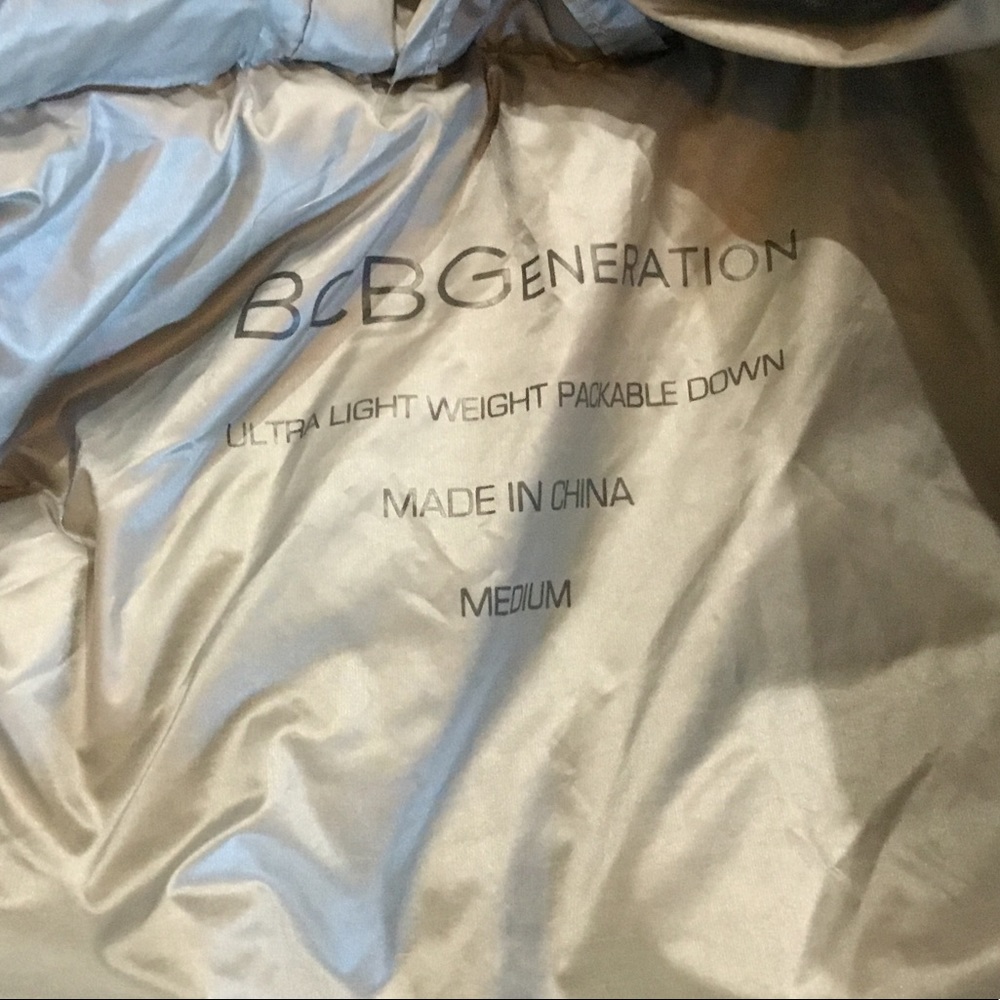 BCBGENERATION
ULTRA LIGHT WEIGHT PACKABLE DOWN
MADE IN CHINA
MEDIUM